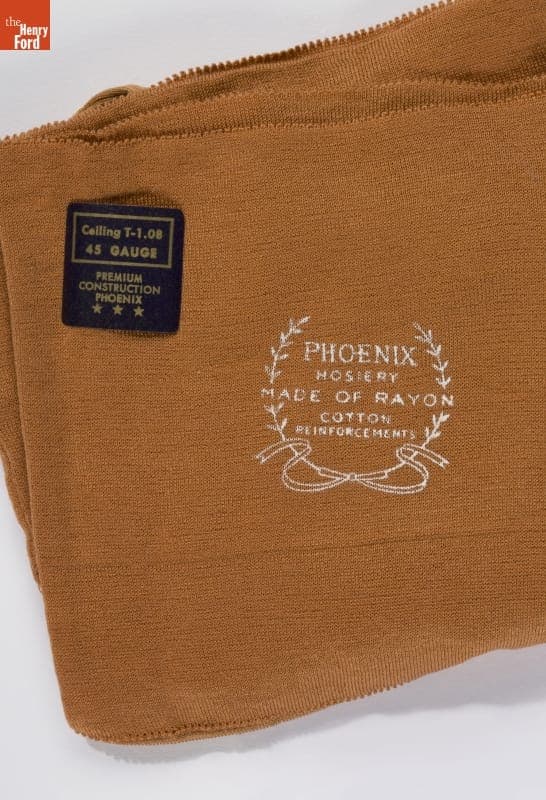 the
Henry
Ford
Ceiling T-1.08
45 GAUGE
PREMIUM
CONSTRUCTION
PHOENIX
★ ★ ★
PHOENIX
HOSIERY
MADE OF RAYON
COTTON
REINFORCEMENTS